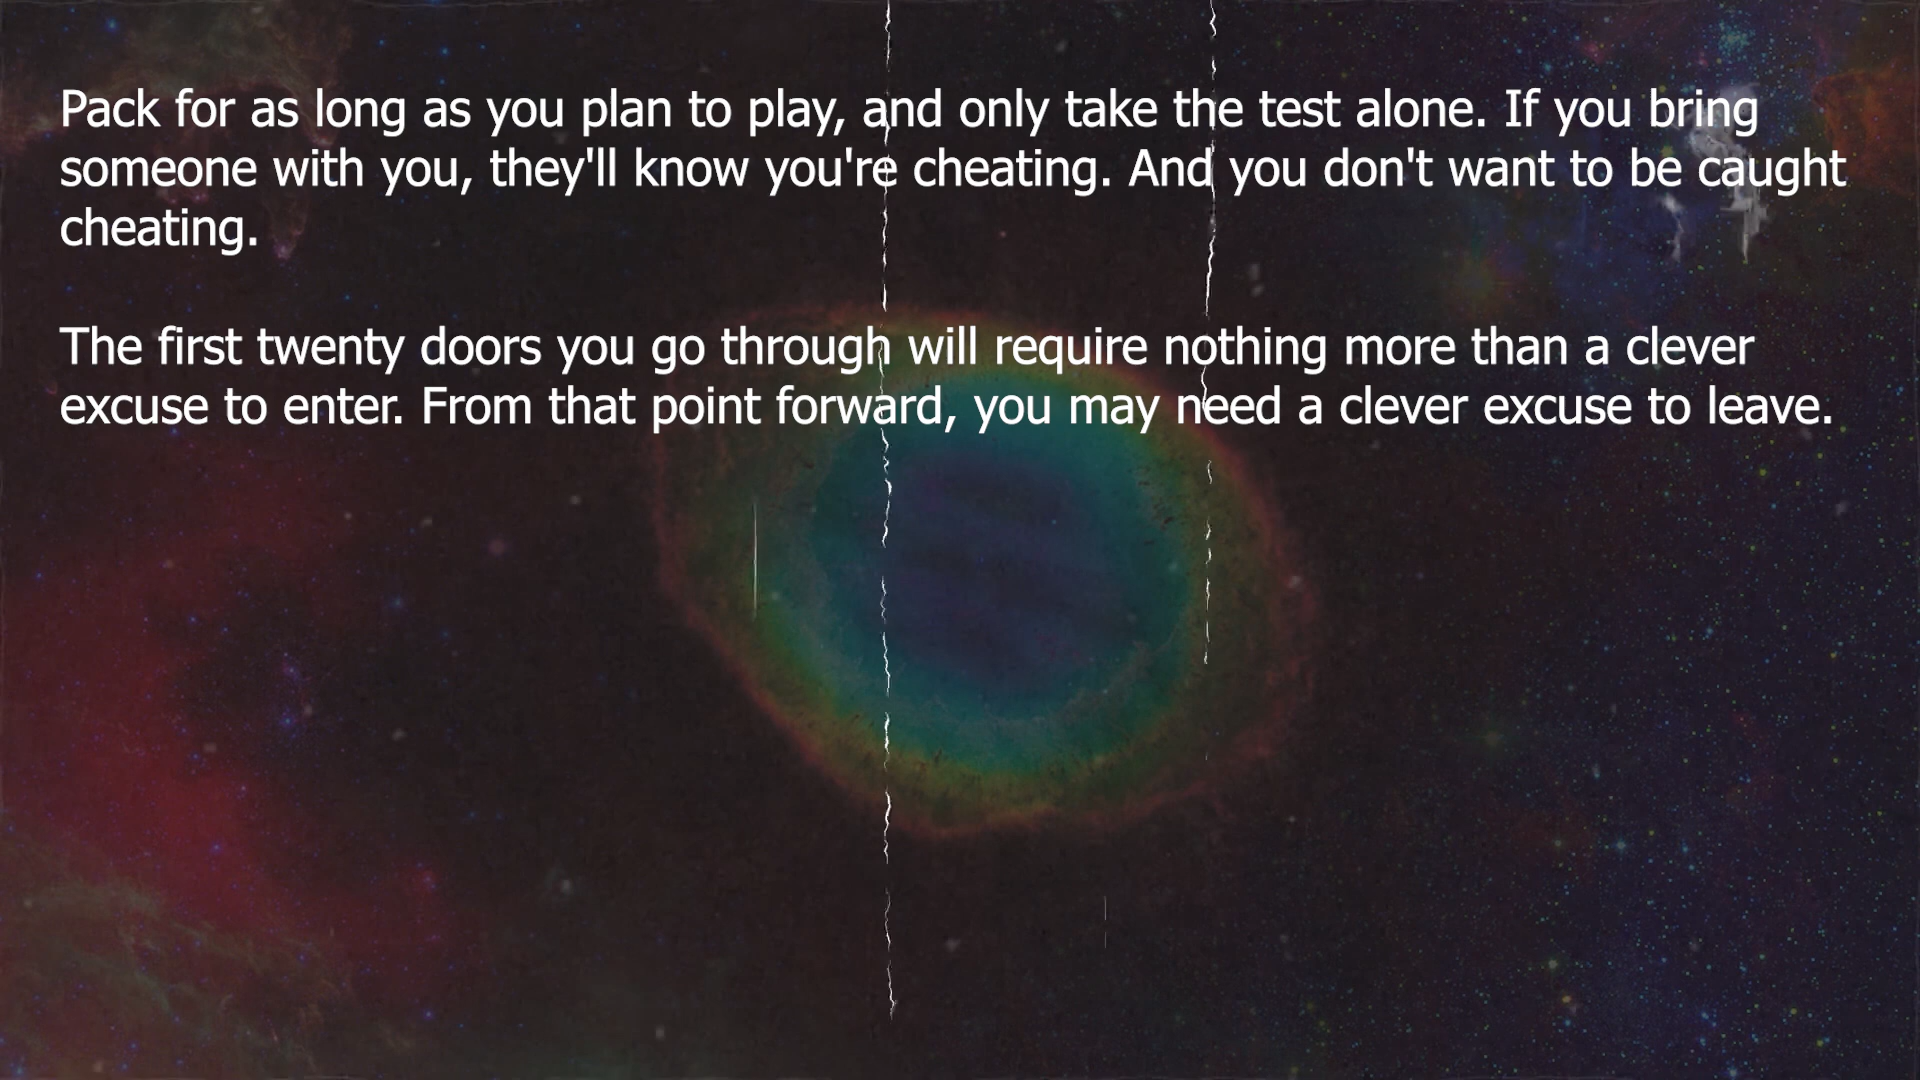 Pack for as long as you plan to play, and only take the test alone. If you bring
someone with you, they'll know you're cheating. And you don't want to be caught
cheating.
The first twenty doors you go through will require nothing more than a clever
excuse to enter. From that point forward, you may need a clever excuse to leave.